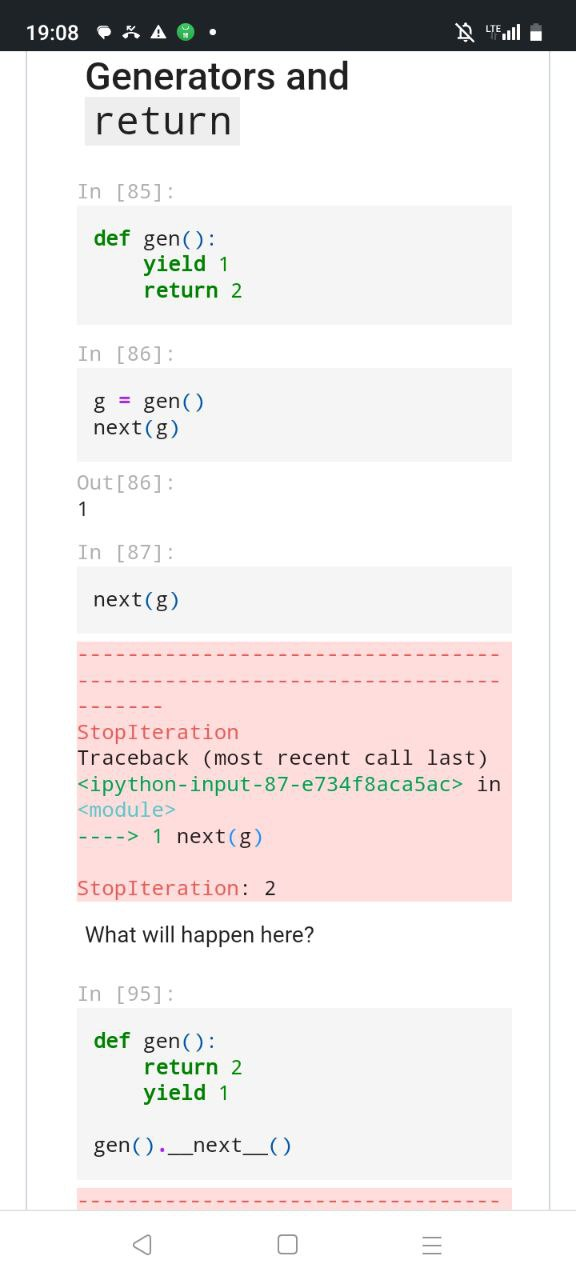 19:08
LTE
Generators and
return
In [85]:
def gen():
    yield 1
    return 2
In [86]:
g = gen()
next(g)
Out[86]:
1
In [87]:
next(g)
----------------------------------
----------------------------------
-------
StopIteration
Traceback (most recent call last)
<ipython-input-87-e734f8aca5ac> in
<module>
----> 1 next(g)
StopIteration: 2
What will happen here?
In [95]:
def gen():
    return 2
    yield 1
gen().__next__()
----------------------------------